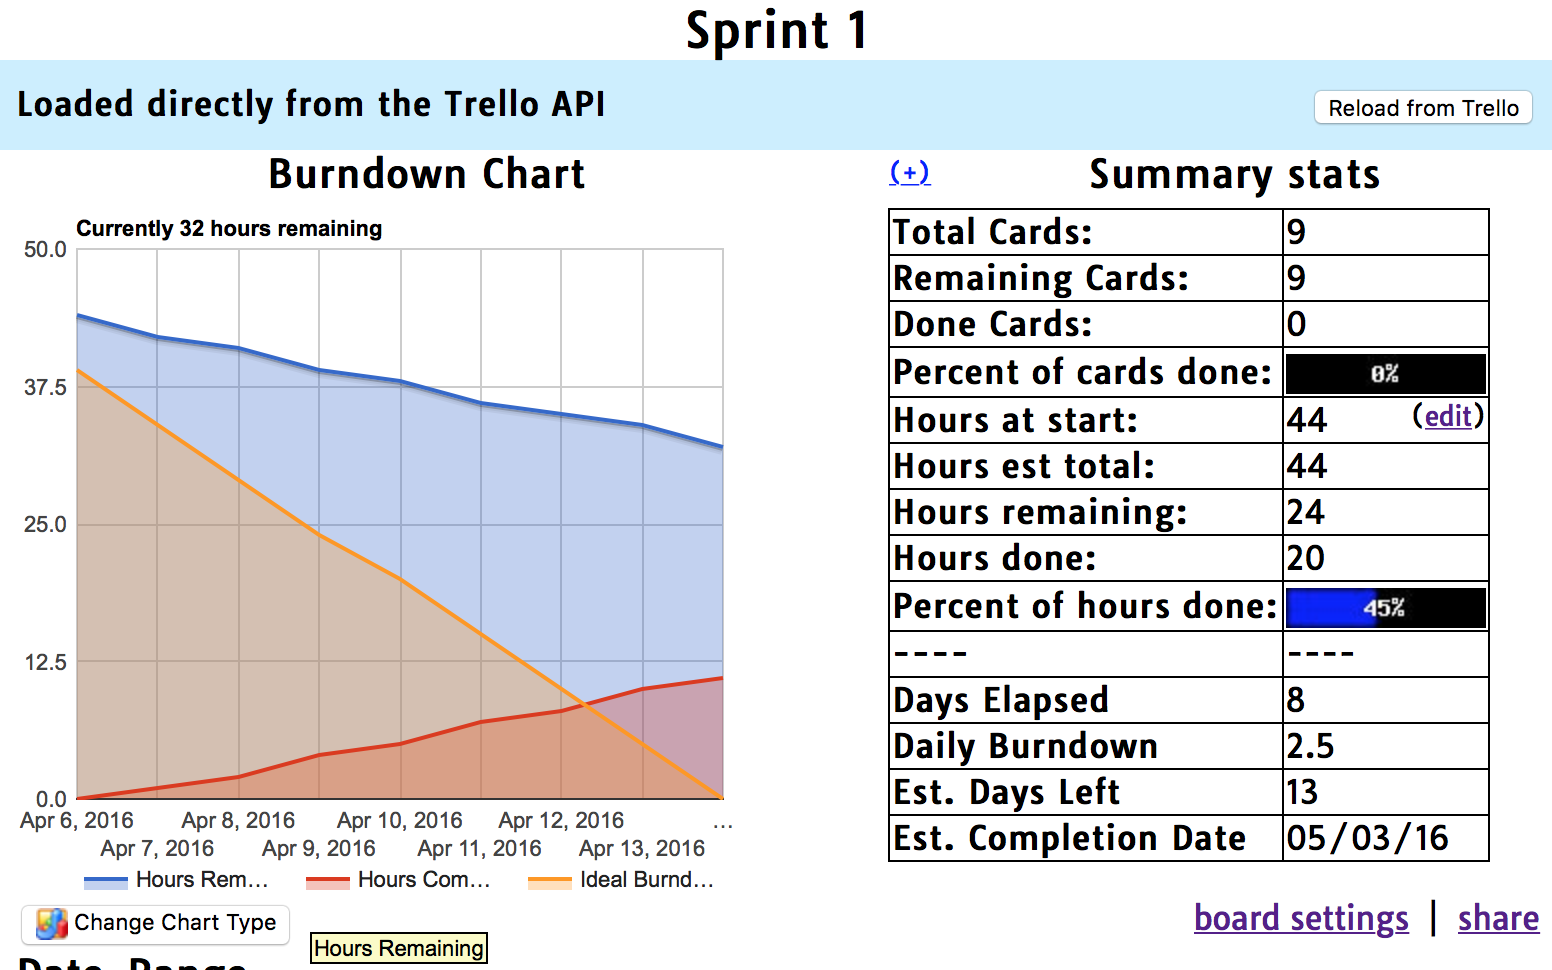 Sprint 1
Loaded directly from the Trello API
Reload from Trello
Burndown Chart
Currently 32 hours remaining
50.0
37.5
25.0
12.5
0.0
Apr 6, 2016 Apr 8, 2016 Apr 10, 2016 Apr 12, 2016 ...
Apr 7, 2016 Apr 9, 2016 Apr 11, 2016 Apr 13, 2016
Hours Rem... Hours Com... Ideal Burnd...
Change Chart Type
Hours Remaining
Date Range
(+) Summary stats
Total Cards: 9
Remaining Cards: 9
Done Cards: 0
Percent of cards done: 0%
Hours at start: 44 (edit)
Hours est total: 44
Hours remaining: 24
Hours done: 20
Percent of hours done: 45%
---- ----
Days Elapsed 8
Daily Burndown 2.5
Est. Days Left 13
Est. Completion Date 05/03/16
board settings | share